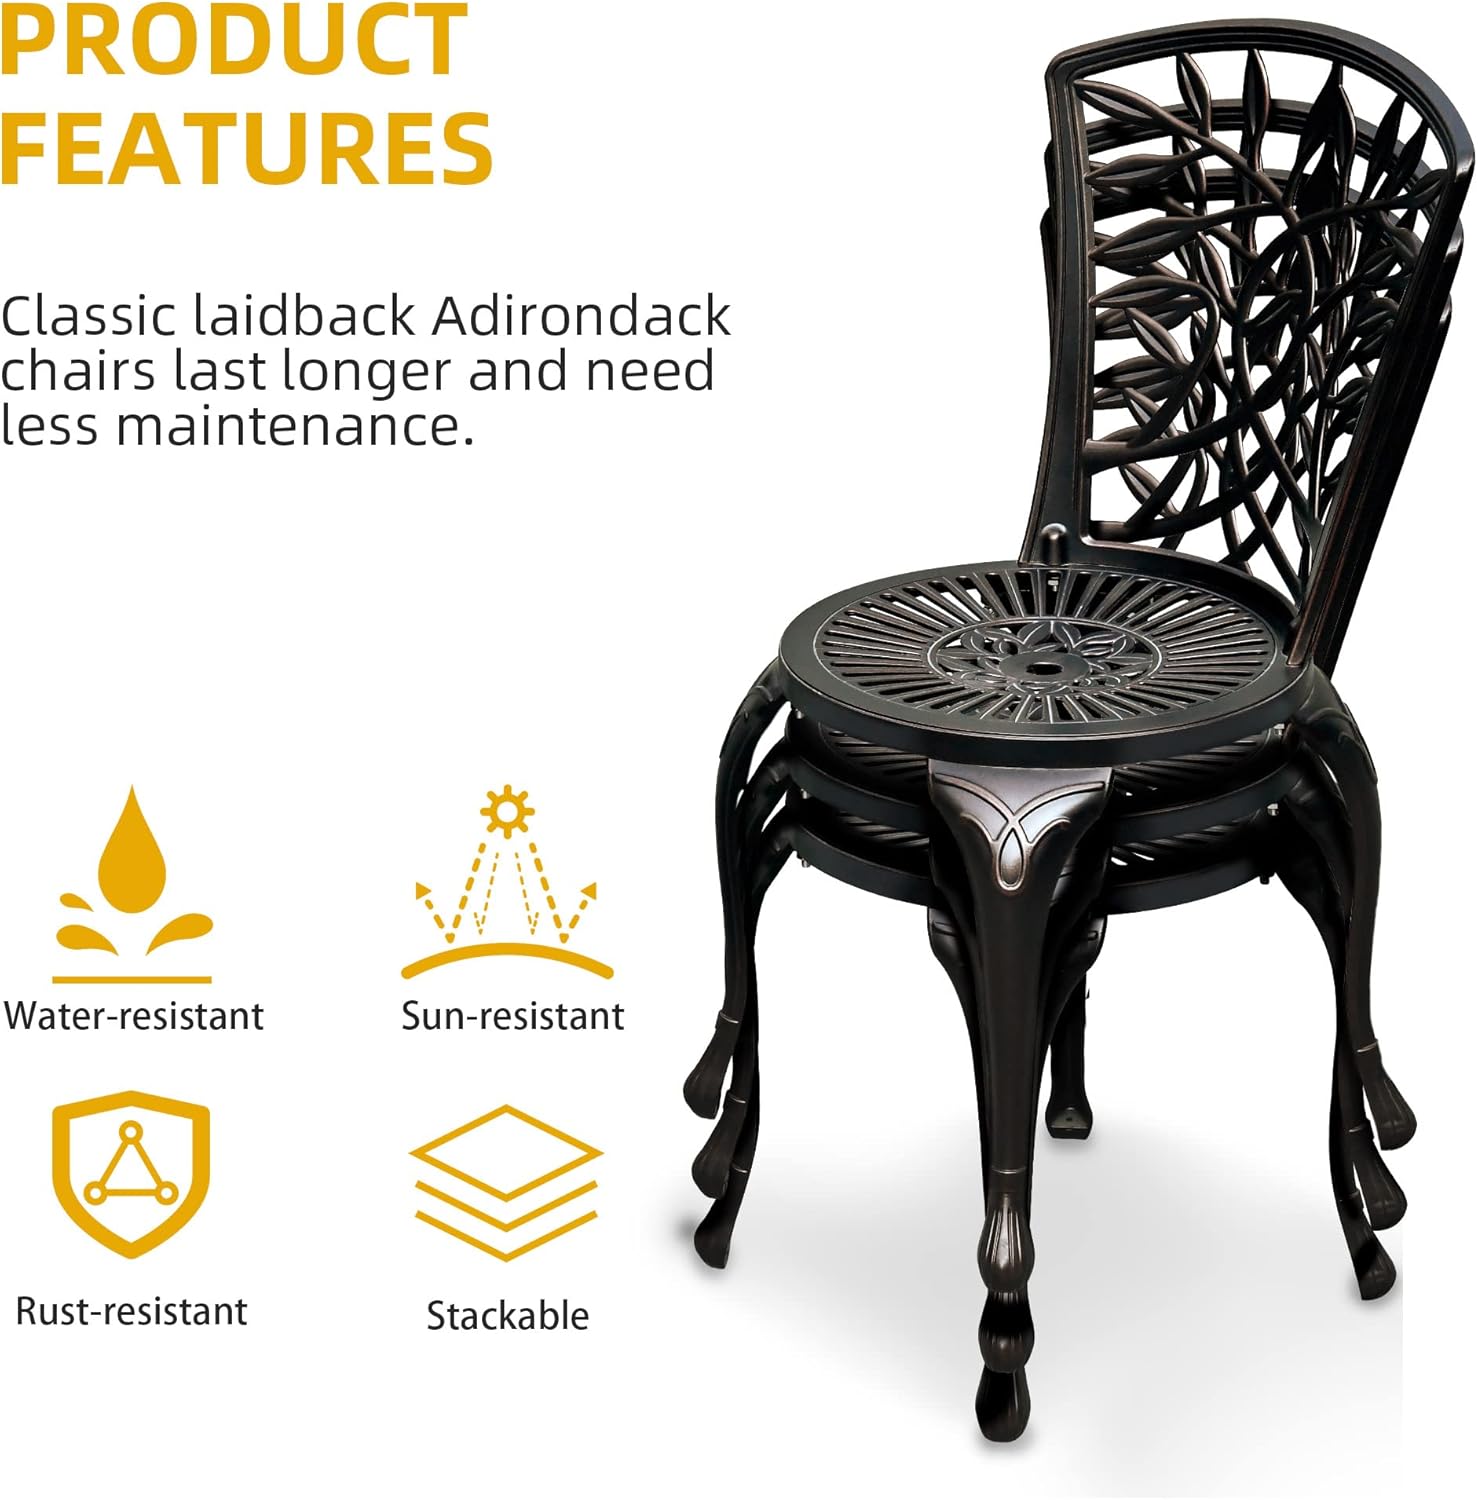 PRODUCT
FEATURES
Classic laidback Adirondack
chairs last longer and need
less maintenance.
Water-resistant
Sun-resistant
Rust-resistant
Stackable